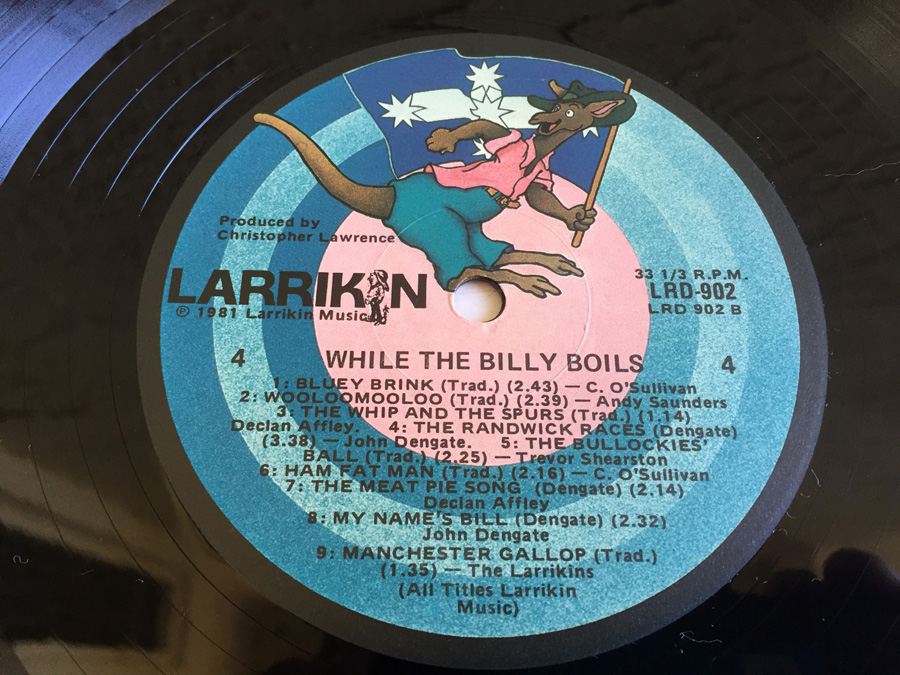 Produced by
Christopher Lawrence
LARRIKIN
℗ 1981 Larrikin Music
33 1/3 R.P.M.
LRD-902
LRD 902 B
4 WHILE THE BILLY BOILS 4
1: BLUEY BRINK (Trad.) (2.43) — C. O'Sullivan
2: WOOLOOMOOLOO (Trad.) (2.39) — Andy Saunders
3: THE WHIP AND THE SPURS (Trad.) (1.14)
Declan Affley. 4: THE RANDWICK RACES (Dengate)
(3.38) — John Dengate. 5: THE BULLOCKIES'
BALL (Trad.) (2.25) — Trevor Shearston
6: HAM FAT MAN (Trad.) (2.16) — C. O'Sullivan
7: THE MEAT PIE SONG (Dengate) (2.14)
Declan Affley
8: MY NAME'S BILL (Dengate) (2.32)
John Dengate
9: MANCHESTER GALLOP (Trad.)
(1.35) — The Larrikins
(All Titles Larrikin
Music)